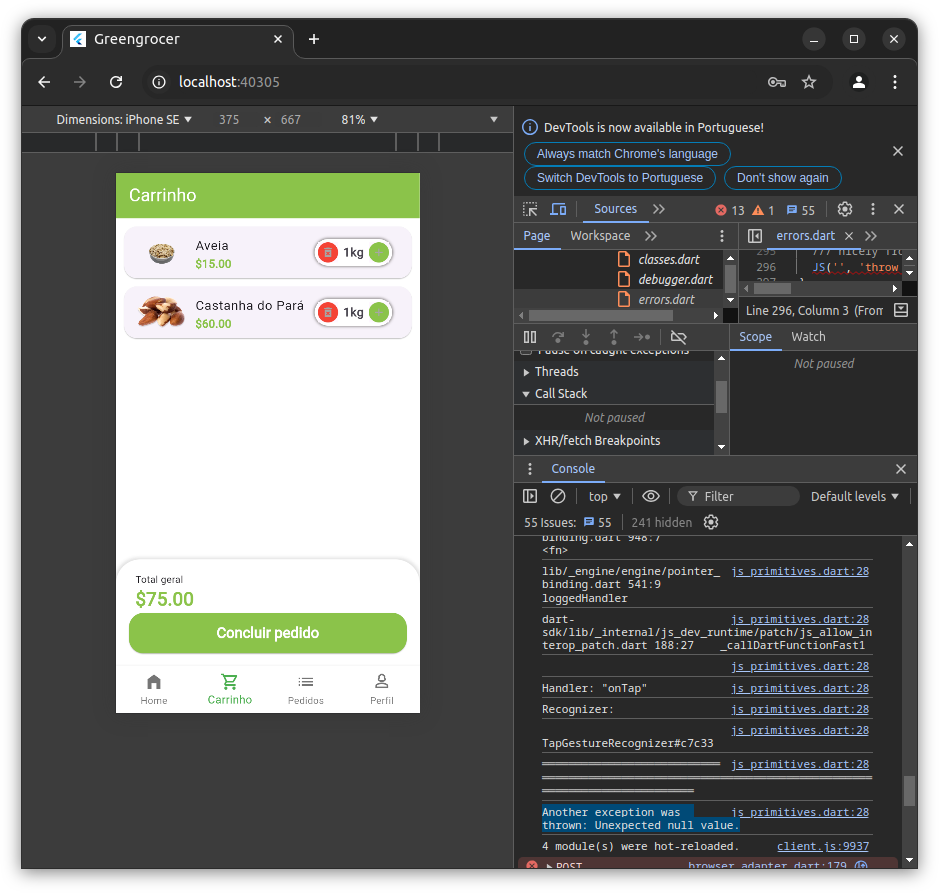 Greengrocer
localhost:40305
Dimensions: iPhone SE
375 × 667
81%
Carrinho
Aveia
$15.00
1kg
Castanha do Pará
$60.00
1kg
Total geral
$75.00
Concluir pedido
Home
Carrinho
Pedidos
Perfil
DevTools is now available in Portuguese!
Always match Chrome's language
Switch DevTools to Portuguese
Don't show again
Sources
13
1
55
Page
Workspace
errors.dart
classes.dart
debugger.dart
errors.dart
296
JS('', 'throw
Line 296, Column 3 (From
Pause on caught exceptions
Threads
Call Stack
Not paused
XHR/fetch Breakpoints
Scope
Watch
Not paused
Console
top
Filter
Default levels
55 Issues:
55
241 hidden
binding.dart 948:7
<fn>
lib/_engine/engine/pointer_ js_primitives.dart:28
binding.dart 541:9
loggedHandler
dart- js_primitives.dart:28
sdk/lib/_internal/js_dev_runtime/patch/js_allow_in
terop_patch.dart 188:27 _callDartFunctionFast1
js_primitives.dart:28
Handler: "onTap" js_primitives.dart:28
Recognizer: js_primitives.dart:28
js_primitives.dart:28
TapGestureRecognizer#c7c33
js_primitives.dart:28
Another exception was js_primitives.dart:28
thrown: Unexpected null value.
4 module(s) were hot-reloaded. client.js:9937
POST browser_adapter.dart:179